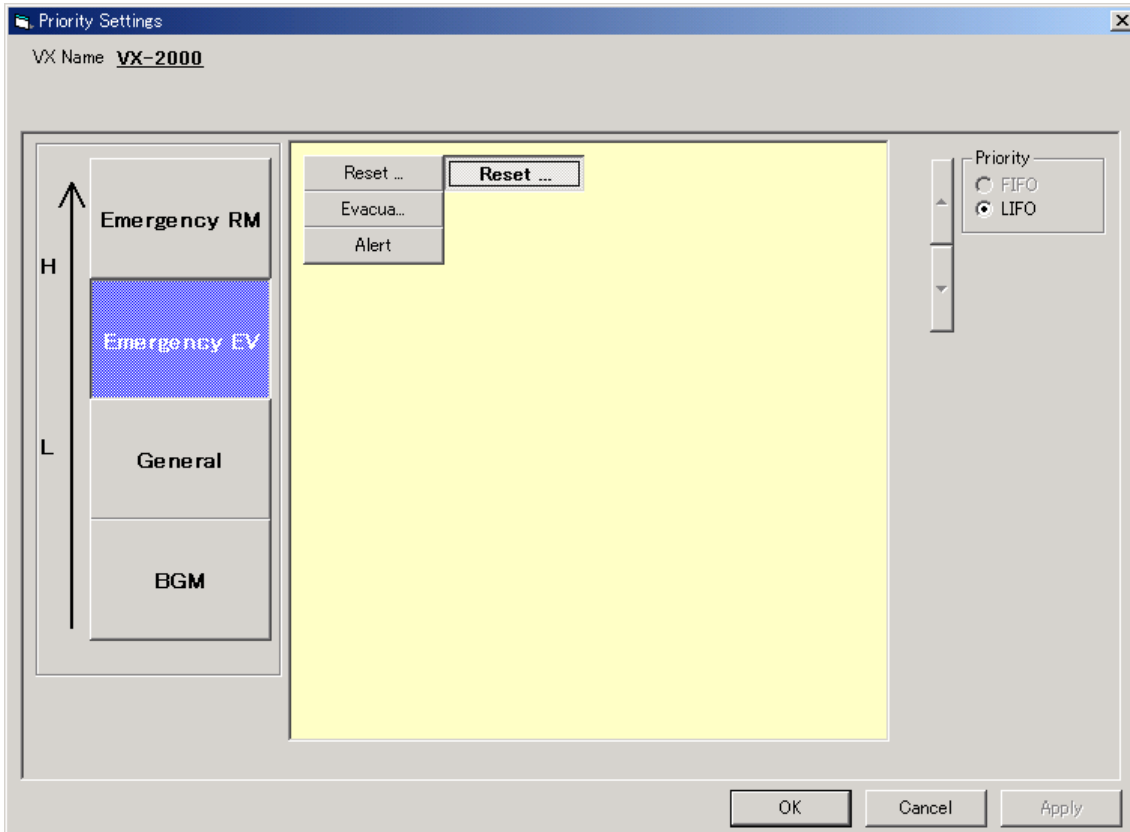 Priority Settings
VX Name VX-2000
H
L
Emergency RM
Emergency EV
General
BGM
Reset ... Reset ...
Evacua...
Alert
Priority
FIFO
LIFO
OK Cancel Apply